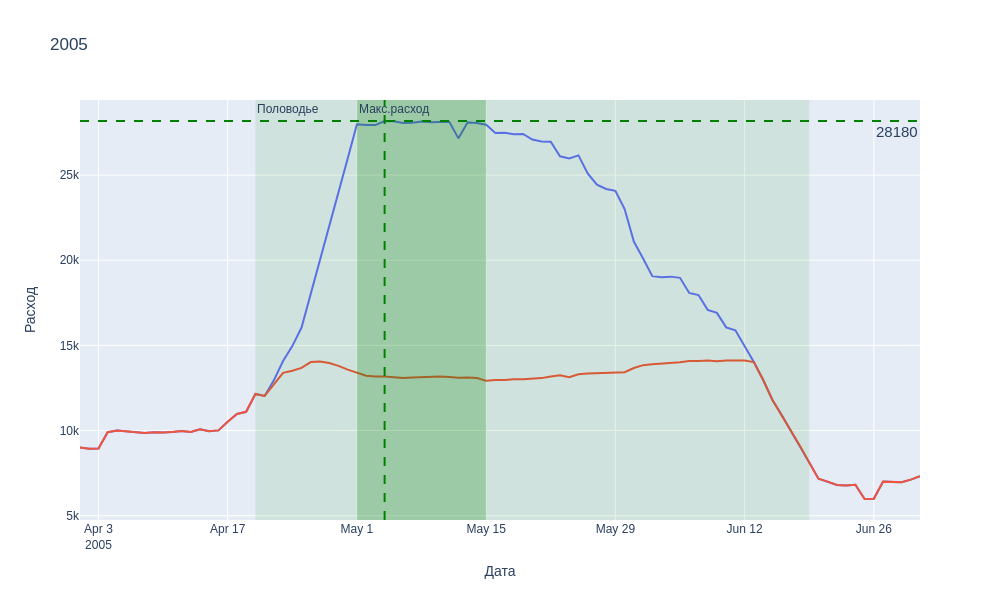 2005
Половодье
Макс.расход
28180
25k
20k
15k
10k
5k
Расход
Apr 3
2005
Apr 17
May 1
May 15
May 29
Jun 12
Jun 26
Дата